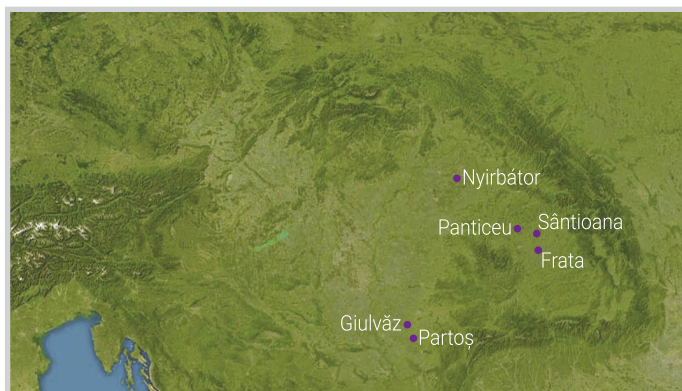 Nyirbátor
Panticeu
Sântioana
Frata
Giulvăz
Partoș